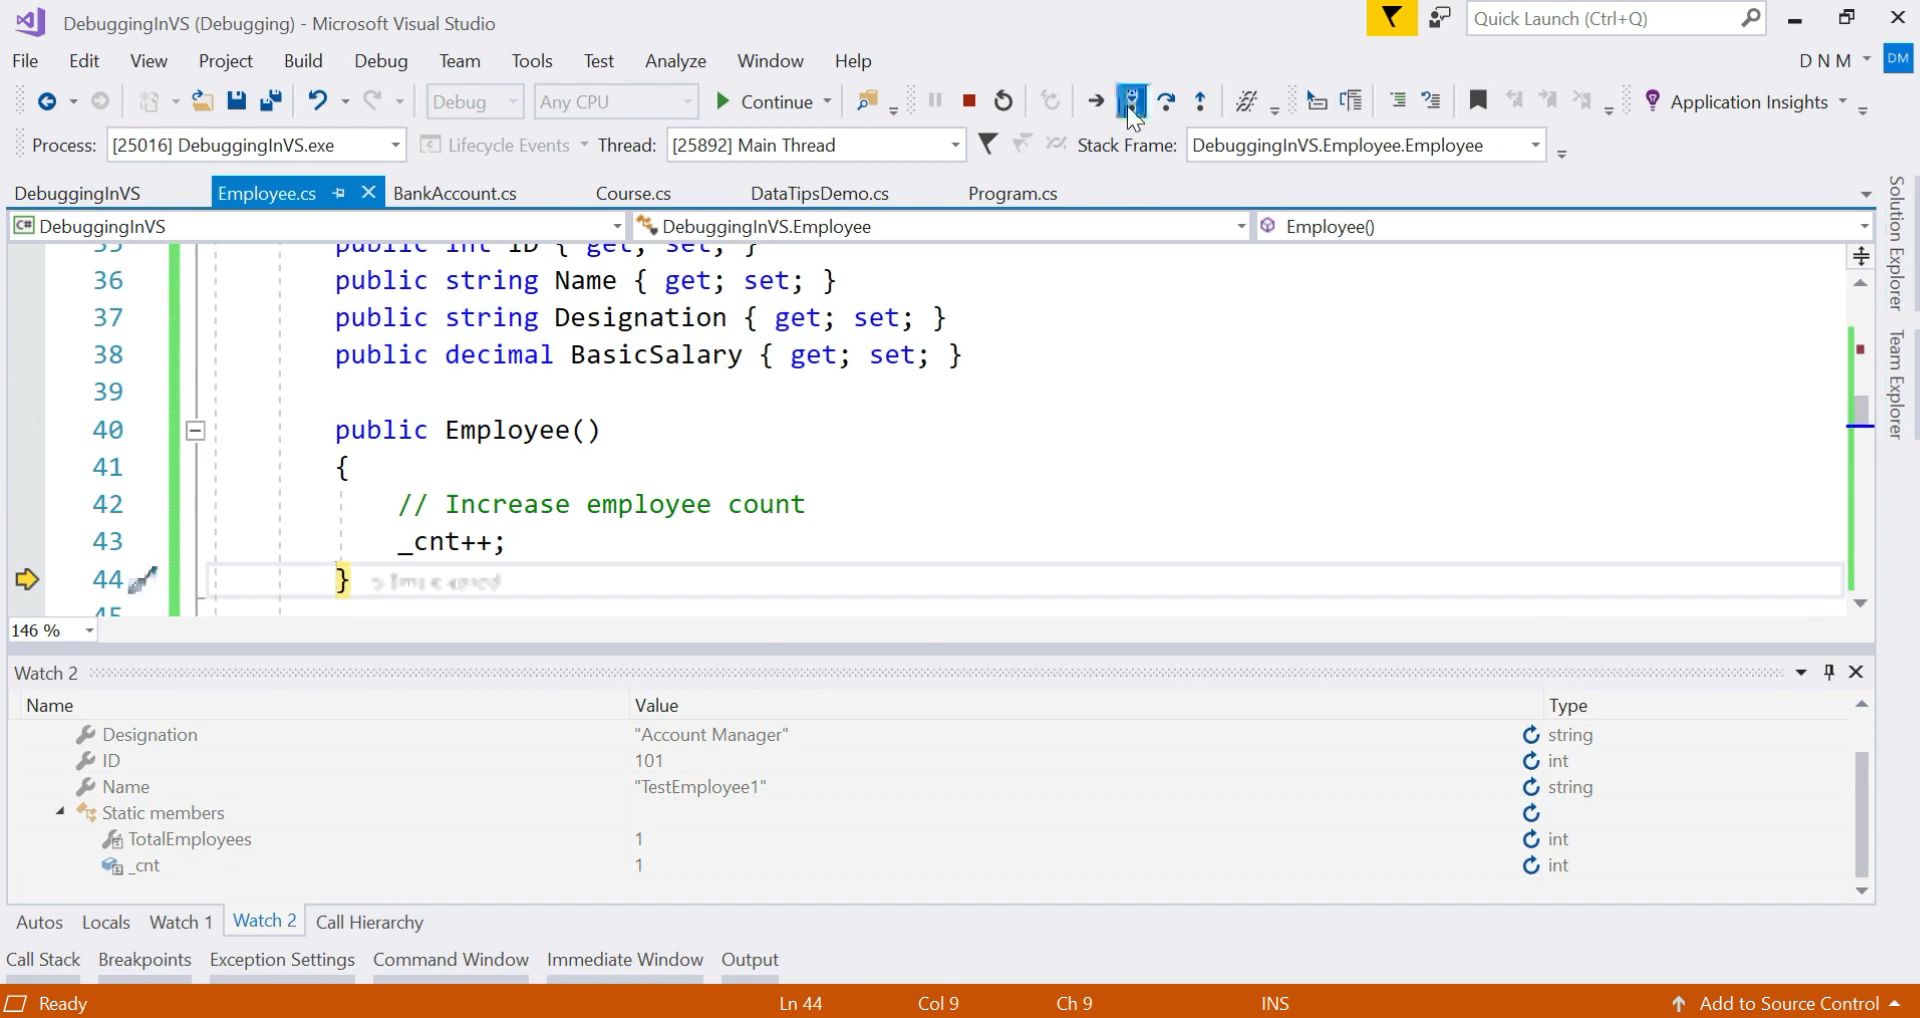 DebuggingInVS (Debugging) - Microsoft Visual Studio
Quick Launch (Ctrl+Q)
File Edit View Project Build Debug Team Tools Test Analyze Window Help
D N M DM
Debug Any CPU Continue Application Insights
Process: [25016] DebuggingInVS.exe Lifecycle Events Thread: [25892] Main Thread Stack Frame: DebuggingInVS.Employee.Employee
DebuggingInVS Employee.cs BankAccount.cs Course.cs DataTipsDemo.cs Program.cs
C# DebuggingInVS DebuggingInVS.Employee Employee()
35 public int ID { get; set; }
36 public string Name { get; set; }
37 public string Designation { get; set; }
38 public decimal BasicSalary { get; set; }
39
40 public Employee()
41 {
42 // Increase employee count
43 _cnt++;
44 }
45
146 %
Solution Explorer
Team Explorer
Watch 2
Name Value Type
Designation "Account Manager" string
ID 101 int
Name "TestEmployee1" string
Static members
TotalEmployees 1 int
_cnt 1 int
Autos Locals Watch 1 Watch 2 Call Hierarchy
Call Stack Breakpoints Exception Settings Command Window Immediate Window Output
Ready Ln 44 Col 9 Ch 9 INS Add to Source Control